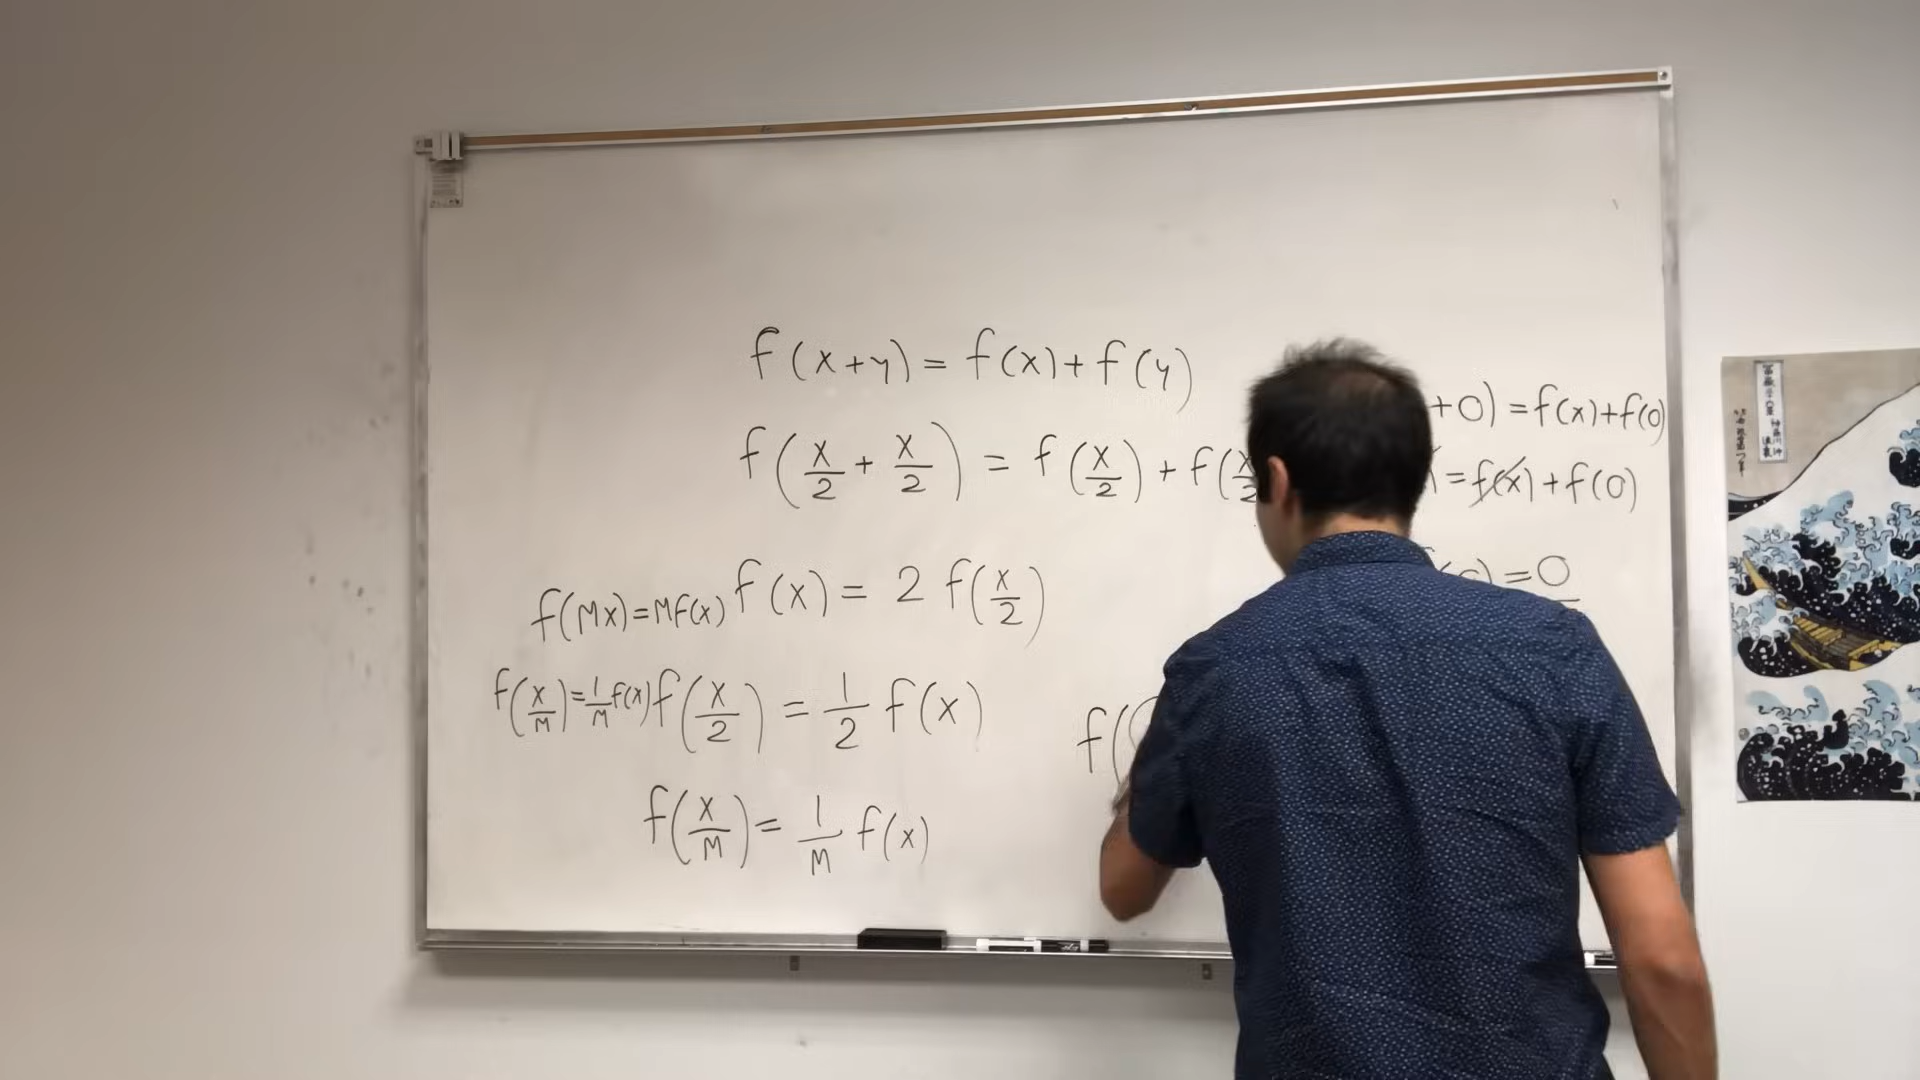 f(x+y) = f(x)+f(y)
f(x/2 + x/2) = f(x/2) + f(x/2
f(Mx)=Mf(x)
f(x) = 2 f(x/2)
f(x/M)=1/M f(x)
f(x/2) = 1/2 f(x)
f(x/M) = 1/M f(x)
+0) = f(x)+f(0)
= f(x) + f(0)
(0) = 0
f(